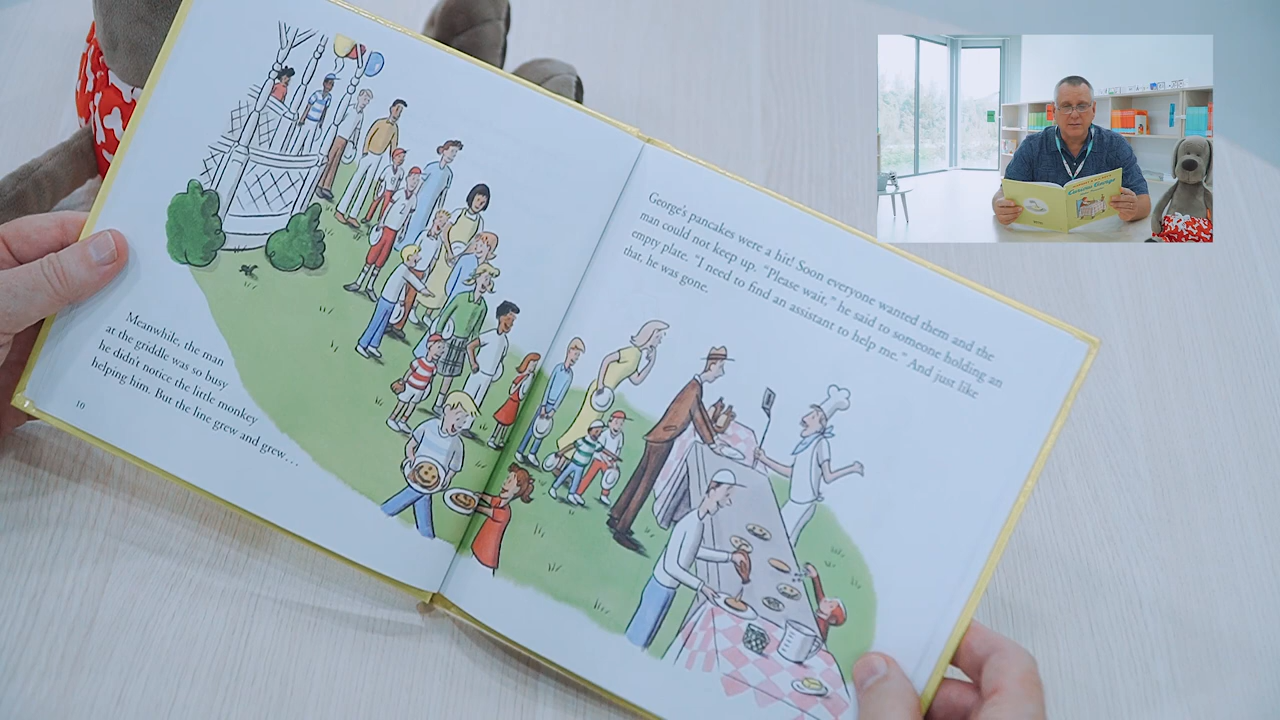 Meanwhile, the man
at the griddle was so busy
he didn't notice the little monkey
helping him. But the line grew and grew…
10
George's pancakes were a hit! Soon everyone wanted them and the
man could not keep up. "Please wait," he said to someone holding an
empty plate. "I need to find an assistant to help me." And just like
that, he was gone.
Curious George